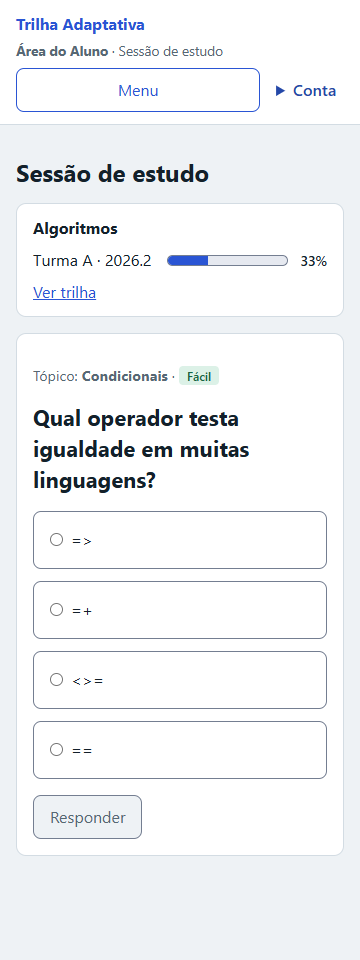 Trilha Adaptativa
Área do Aluno · Sessão de estudo
Menu
Conta
Sessão de estudo
Algoritmos
Turma A · 2026.2
33%
Ver trilha
Tópico: Condicionais · Fácil
Qual operador testa
igualdade em muitas
linguagens?
=>
=+
<>=
==
Responder